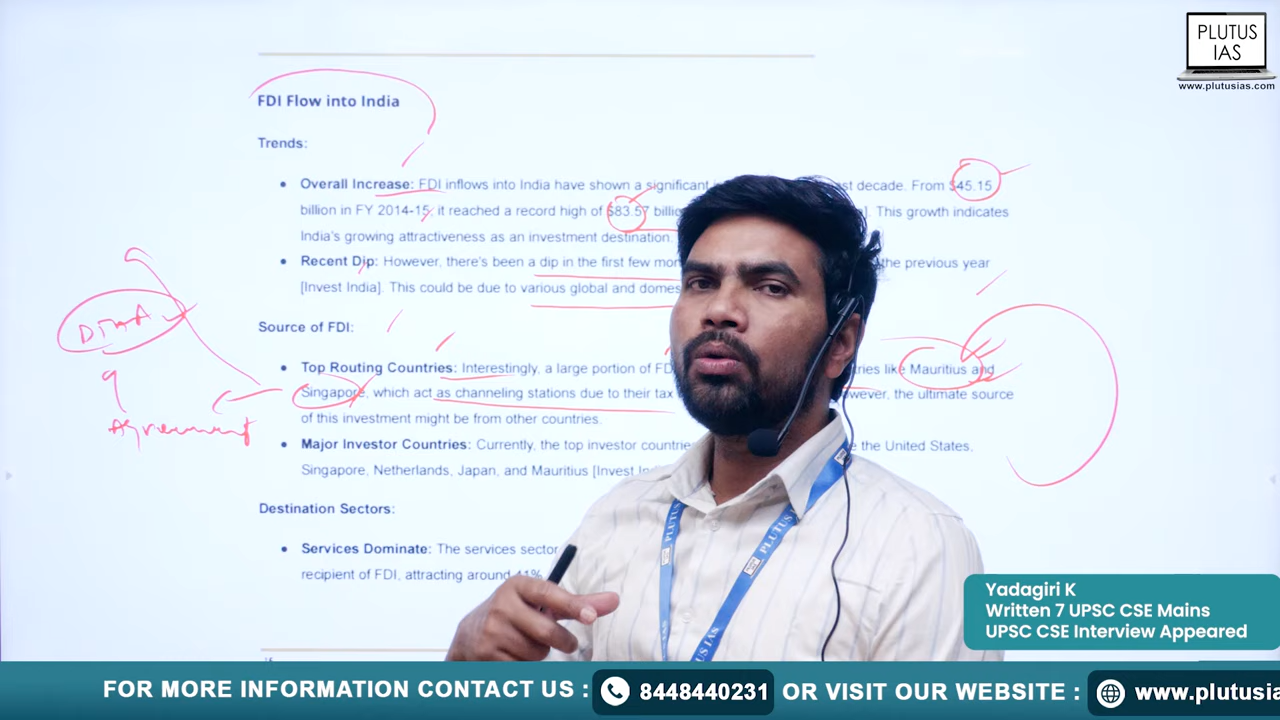 PLUTUS
IAS
www.plutusias.com
FDI Flow into India
Trends:
Overall Increase: FDI inflows into India have shown a significant st decade. From $45.15
billion in FY 2014-15, it reached a record high of $83.57 This growth indicates
India's growing attractiveness as an investment destination.
Recent Dip: However, there's been a dip in the first few the previous year
[Invest India]. This could be due to various global and
Source of FDI:
Top Routing Countries: Interestingly, a large portion of like Mauritius and
Singapore, which act as channeling stations due to their tax the ultimate source
of this investment might be from other countries.
Major Investor Countries: Currently, the top investor the United States,
Singapore, Netherlands, Japan, and Mauritius [Invest
Destination Sectors:
Services Dominate: The services sector
recipient of FDI, attracting around 41%
Agreement
PLUTUS IAS
Yadagiri K
Written 7 UPSC CSE Mains
UPSC CSE Interview Appeared
FOR MORE INFORMATION CONTACT US : 8448440231 OR VISIT OUR WEBSITE : www.plutusia